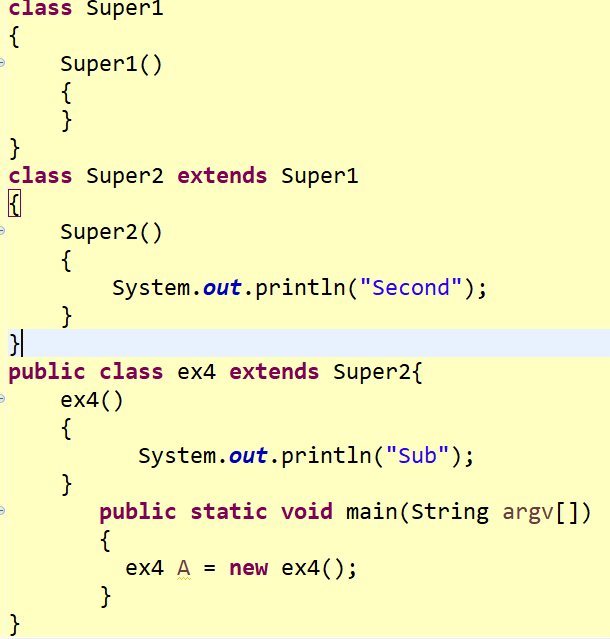 class Super1
{
    Super1()
    {
    }
}
class Super2 extends Super1
{
    Super2()
    {
        System.out.println("Second");
    }
}
public class ex4 extends Super2{
    ex4()
    {
          System.out.println("Sub");
    }
       public static void main(String argv[])
       {
         ex4 A = new ex4();
       }
}